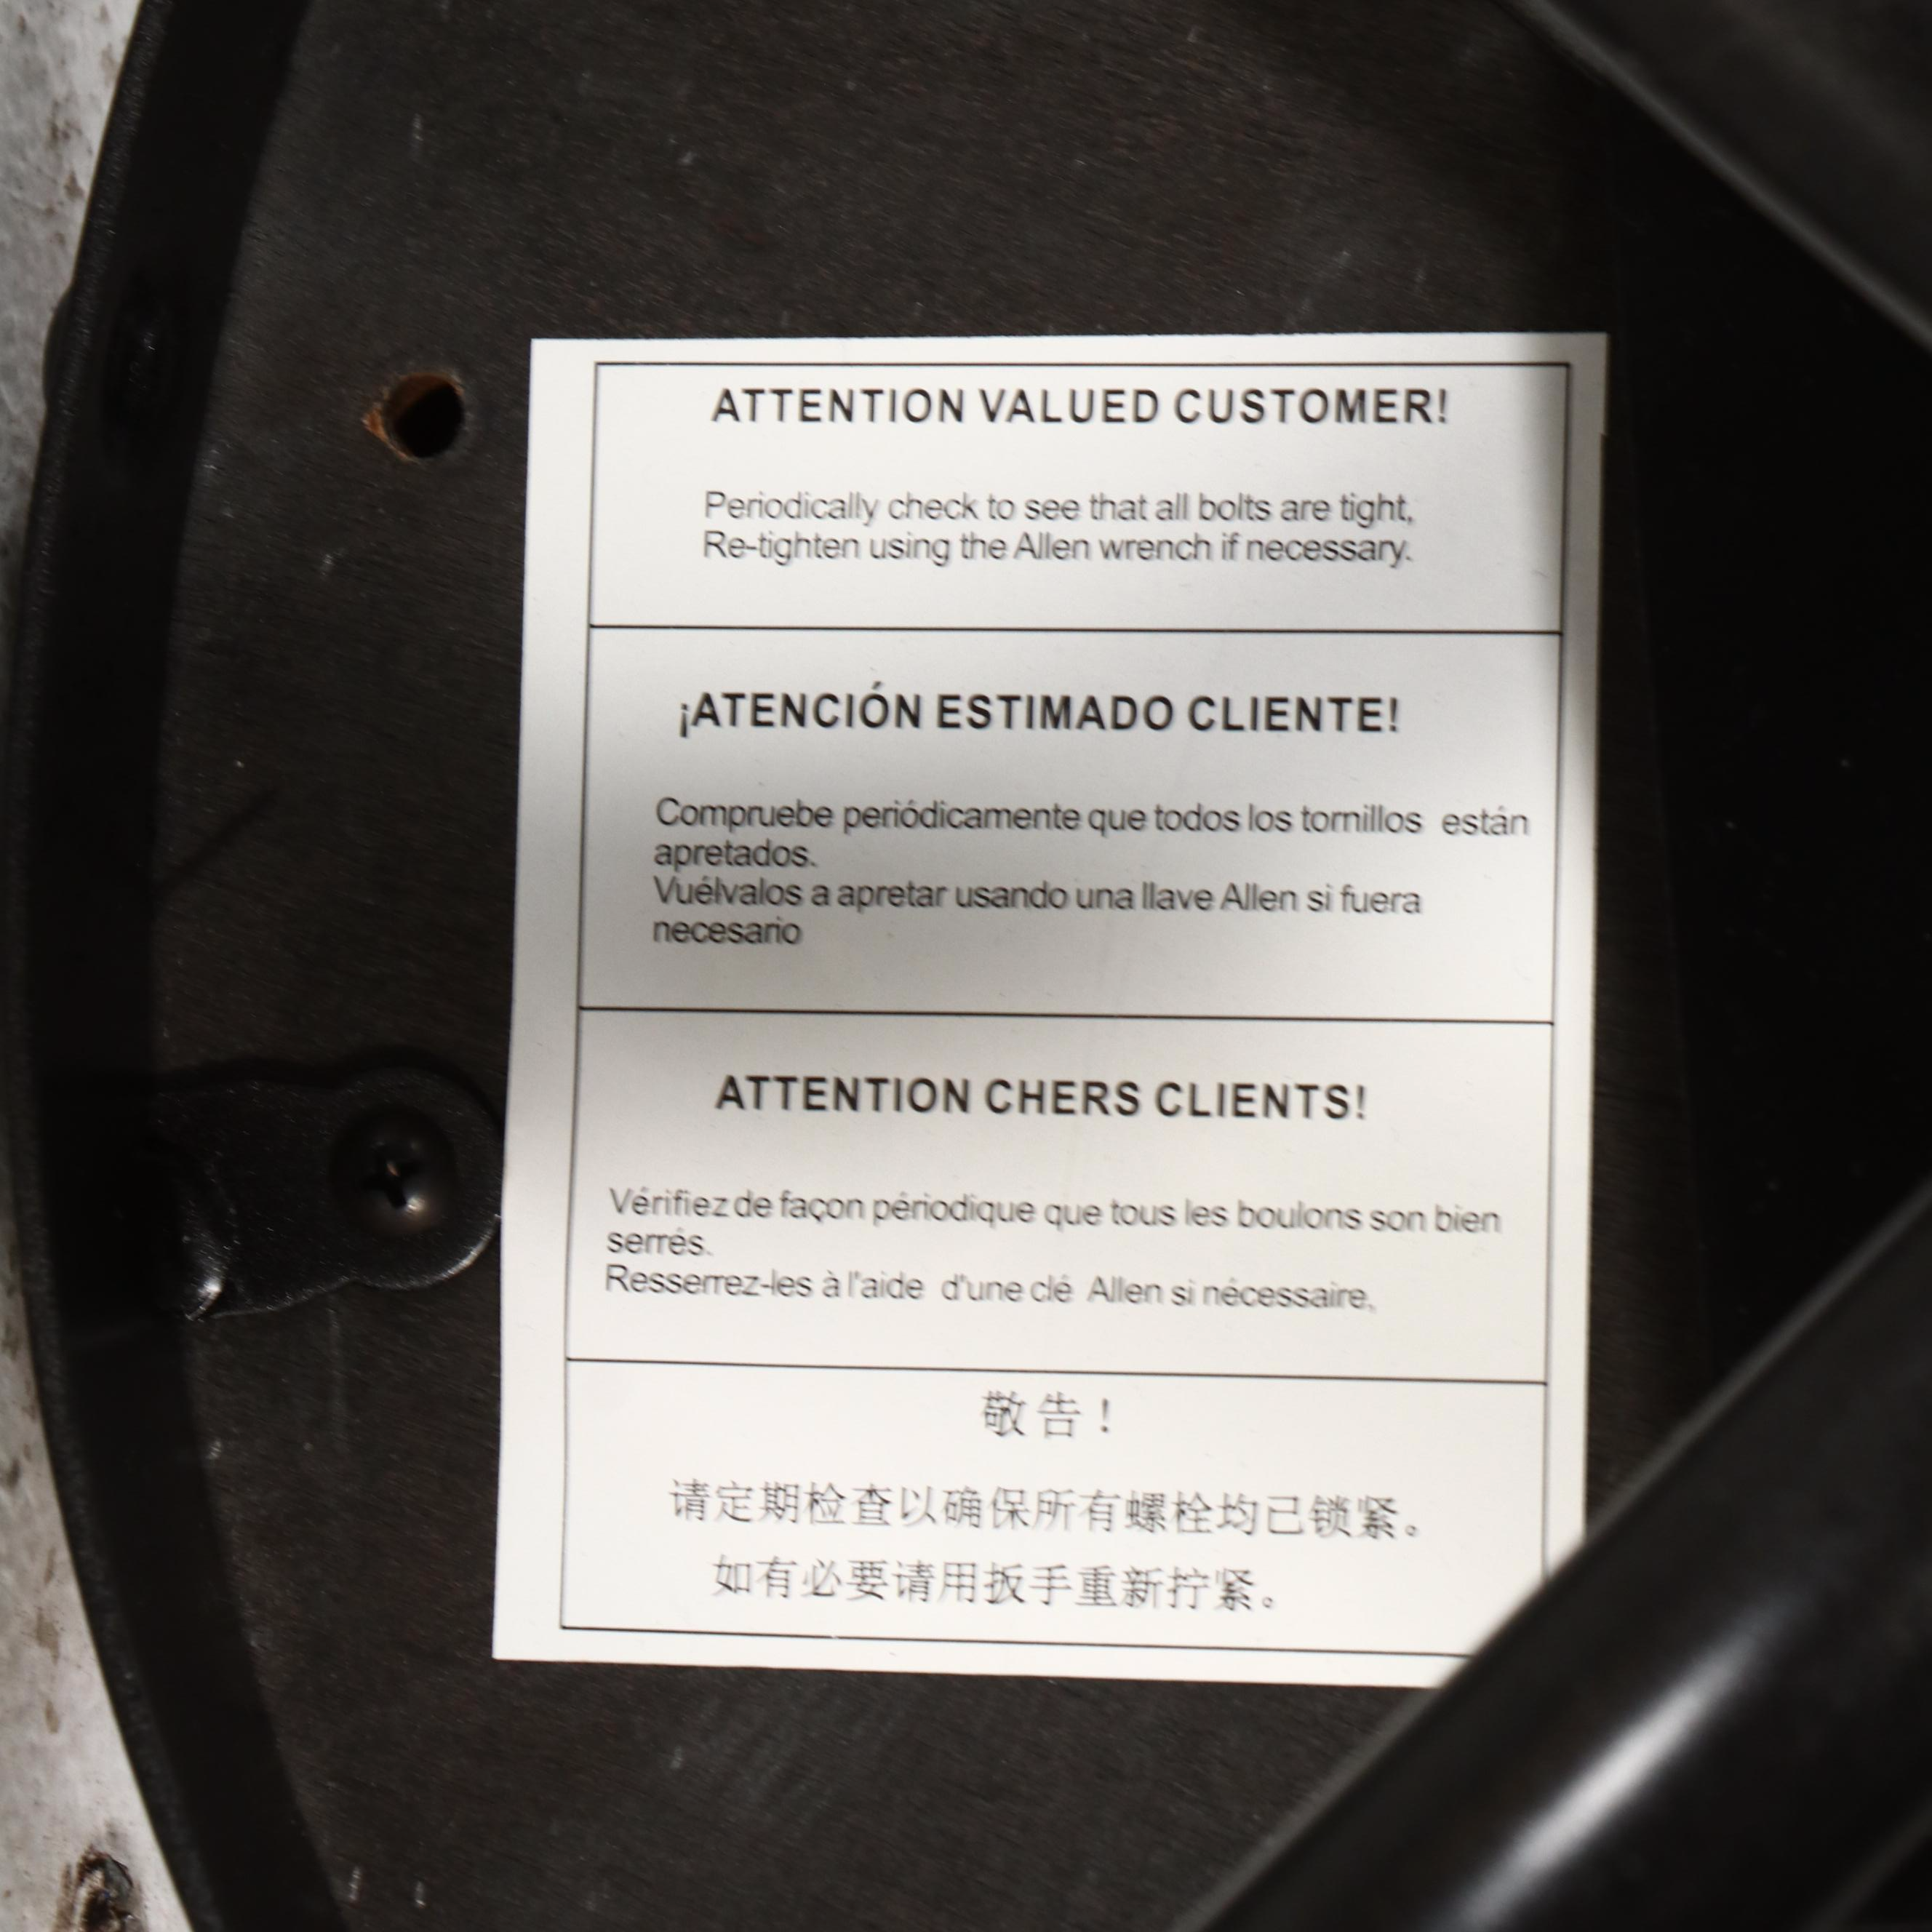 ATTENTION VALUED CUSTOMER!
Periodically check to see that all bolts are tight,
Re-tighten using the Allen wrench if necessary.
¡ATENCIÓN ESTIMADO CLIENTE!
Compruebe periódicamente que todos los tornillos están
apretados.
Vuélvalos a apretar usando una llave Allen si fuera
necesario
ATTENTION CHERS CLIENTS!
Vérifiez de façon périodique que tous les boulons son bien
serrés.
Resserrez-les à l'aide d'une clé Allen si nécessaire,
敬告！
请定期检查以确保所有螺栓均已锁紧。
如有必要请用扳手重新拧紧。